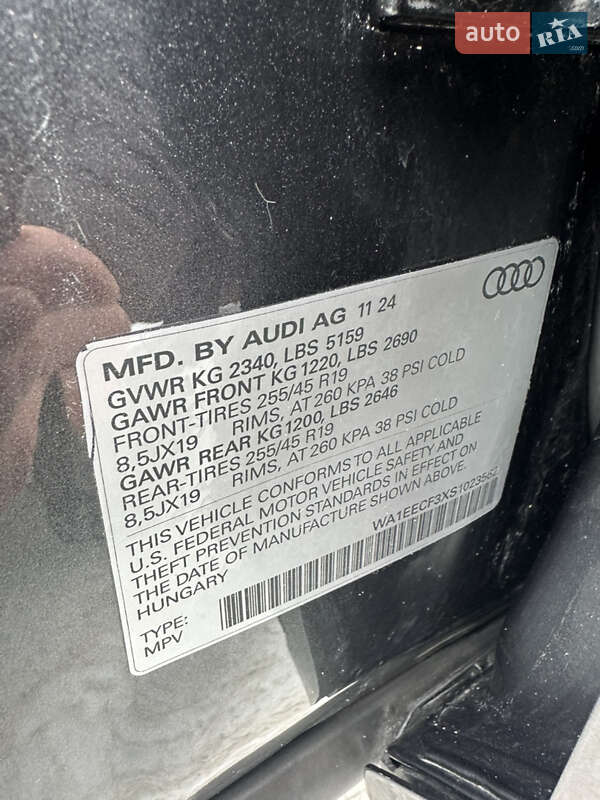 auto RIA.com
MFD. BY AUDI AG 11 24
GVWR KG 2340, LBS 5159
GAWR FRONT KG 1220, LBS 2690
FRONT-TIRES 255/45 R19
8,5JX19 RIMS, AT 260 KPA 38 PSI COLD
GAWR REAR KG 1200, LBS 2646
REAR-TIRES 255/45 R19
8,5JX19 RIMS, AT 260 KPA 38 PSI COLD
THIS VEHICLE CONFORMS TO ALL APPLICABLE
U.S. FEDERAL MOTOR VEHICLE SAFETY AND
THEFT PREVENTION STANDARDS IN EFFECT ON
THE DATE OF MANUFACTURE SHOWN ABOVE.
HUNGARY
WA1EECF3XS1023562
TYPE:
MPV